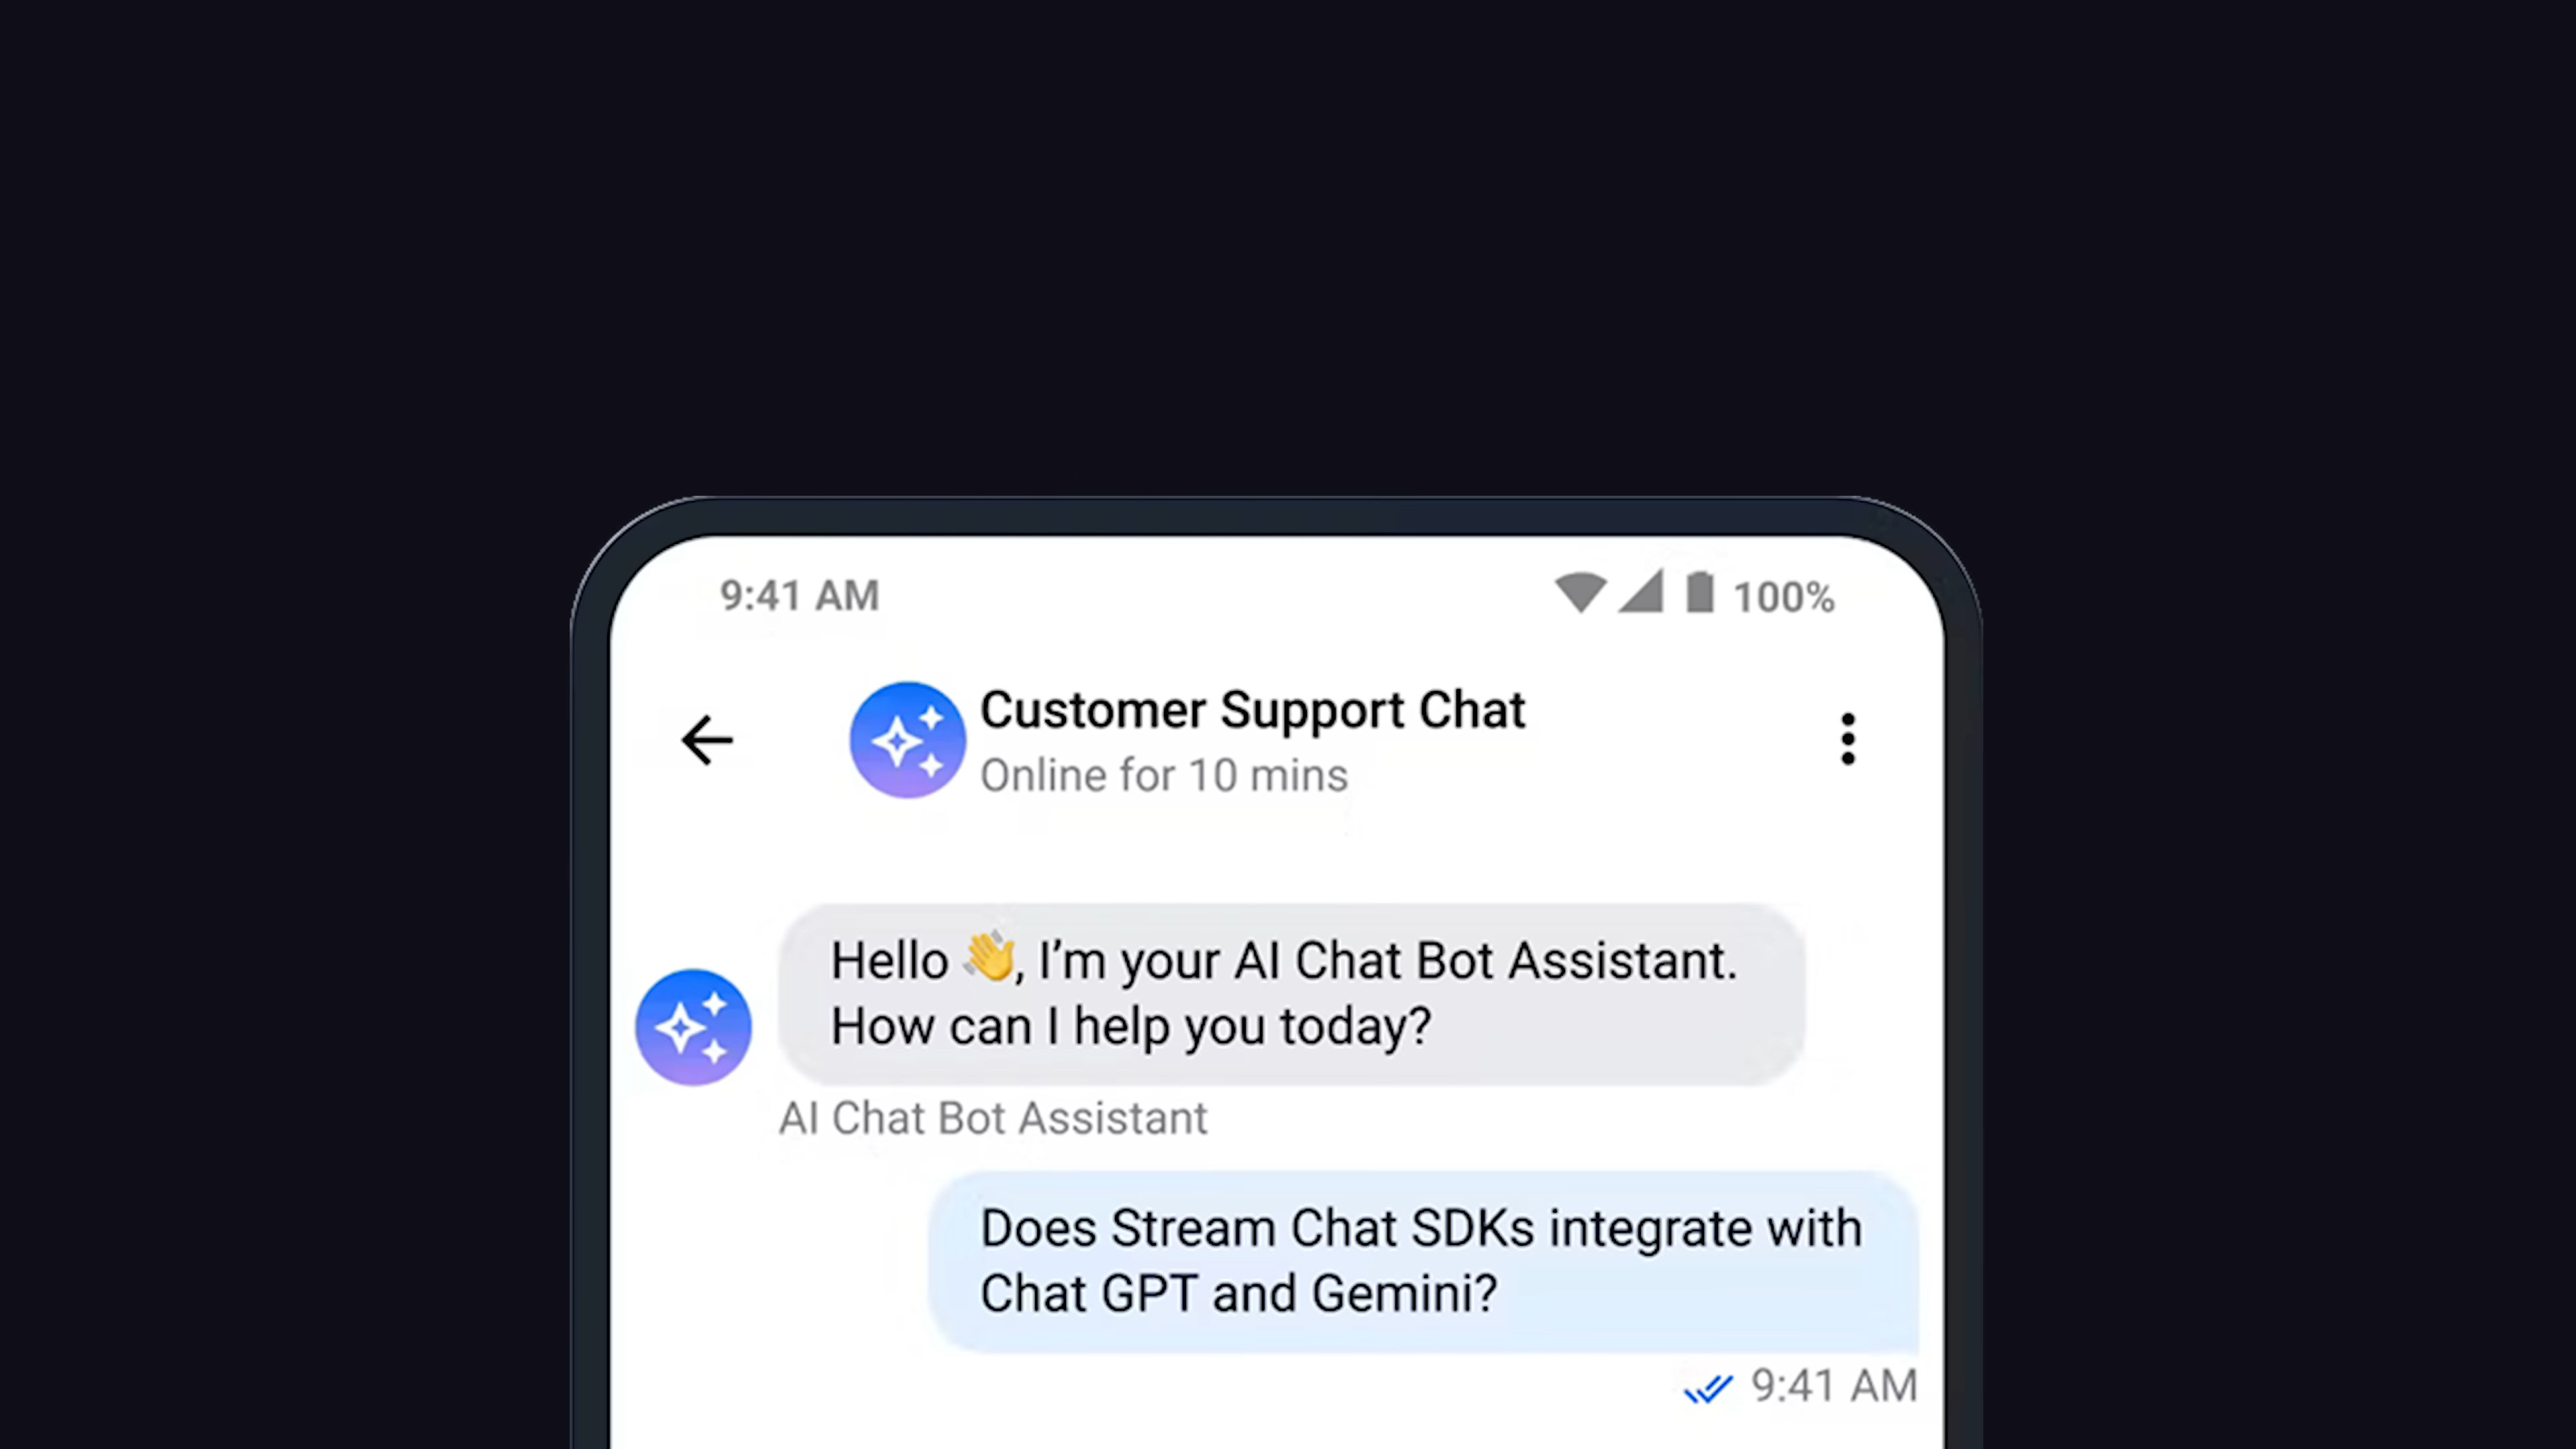 9:41 AM 100%
Customer Support Chat
Online for 10 mins
Hello 👋, I’m your AI Chat Bot Assistant.
How can I help you today?
AI Chat Bot Assistant
Does Stream Chat SDKs integrate with
Chat GPT and Gemini?
9:41 AM